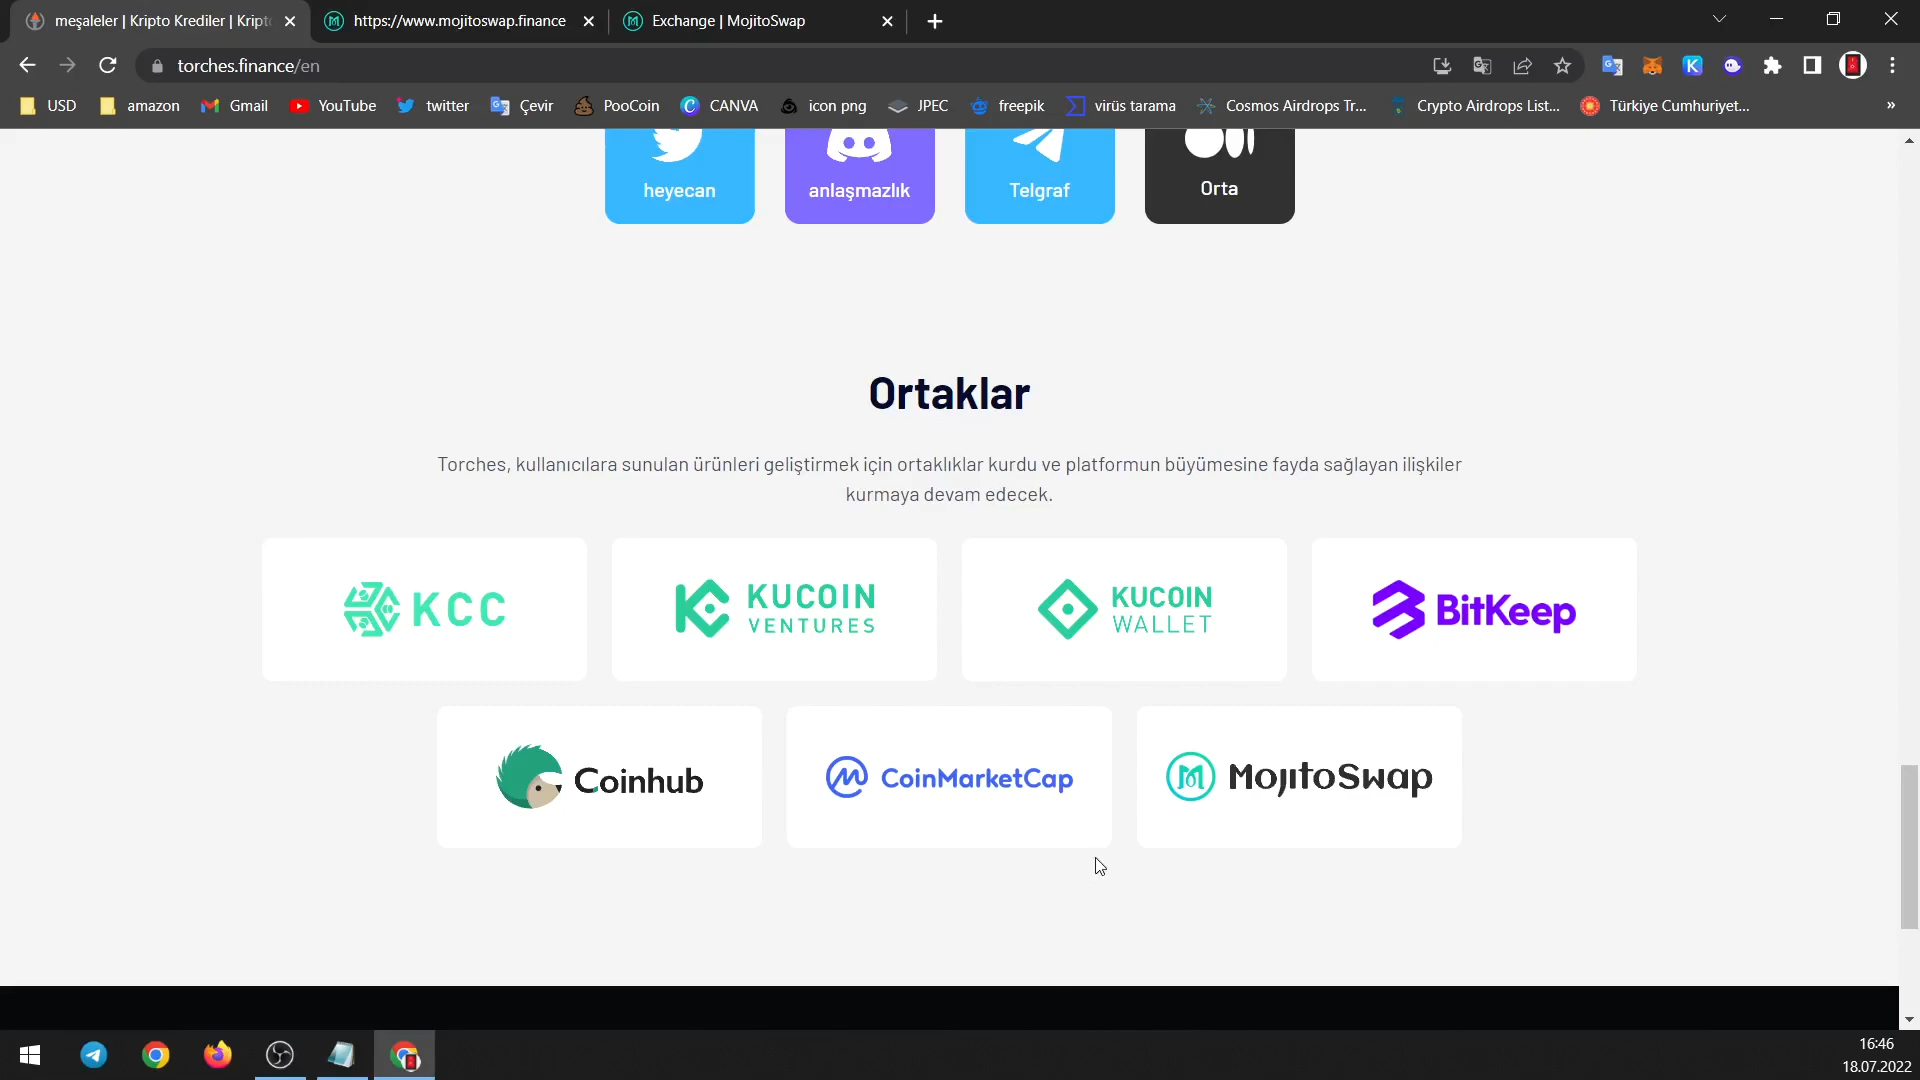 meşaleler | Kripto Krediler | Kripto
https://www.mojitoswap.finance
Exchange | MojitoSwap
torches.finance/en
USD
amazon
Gmail
YouTube
twitter
Çevir
PooCoin
CANVA
icon png
JPEC
freepik
virüs tarama
Cosmos Airdrops Tr...
Crypto Airdrops List...
Türkiye Cumhuriyet...
»
heyecan
anlaşmazlık
Telgraf
Orta
Ortaklar
Torches, kullanıcılara sunulan ürünleri geliştirmek için ortaklıklar kurdu ve platformun büyümesine fayda sağlayan ilişkiler
kurmaya devam edecek.
KCC
KUCOIN
VENTURES
KUCOIN
WALLET
BitKeep
Coinhub
CoinMarketCap
MojitoSwap
16:46
18.07.2022